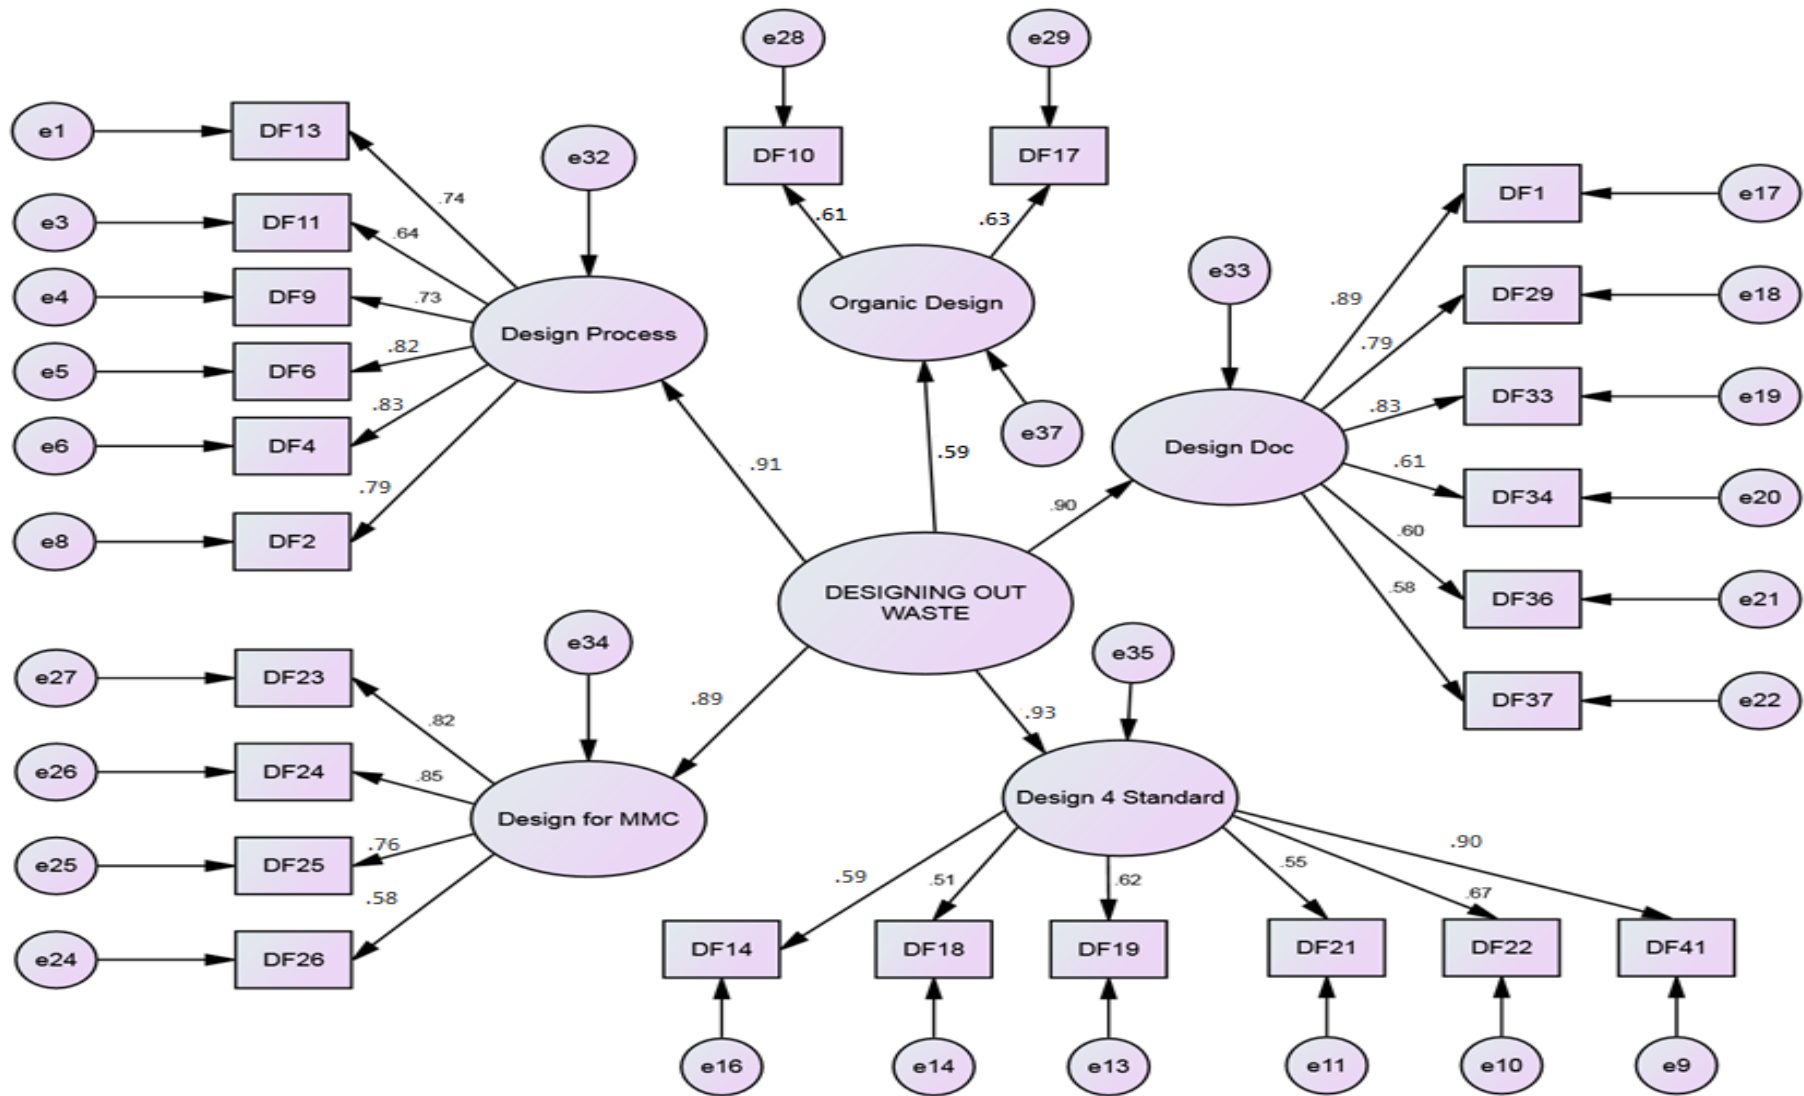 e28
e29
e1
DF13
e32
DF10
DF17
.74
e3
DF11
.64
.61
.63
DF1
e17
e33
e4
DF9
.73
Design Process
Organic Design
.89
DF29
e18
e5
DF6
.82
.79
e6
DF4
.83
.83
DF33
e19
e37
Design Doc
.91
.59
.61
.79
.90
DF34
e20
e8
DF2
.60
DESIGNING OUT
WASTE
.58
DF36
e21
e34
e35
e27
DF23
.82
.89
.93
DF37
e22
e26
DF24
.85
Design for MMC
Design 4 Standard
.76
e25
DF25
.58
.59
.51
.62
.55
.67
.90
e24
DF26
DF14
DF18
DF19
DF21
DF22
DF41
e16
e14
e13
e11
e10
e9